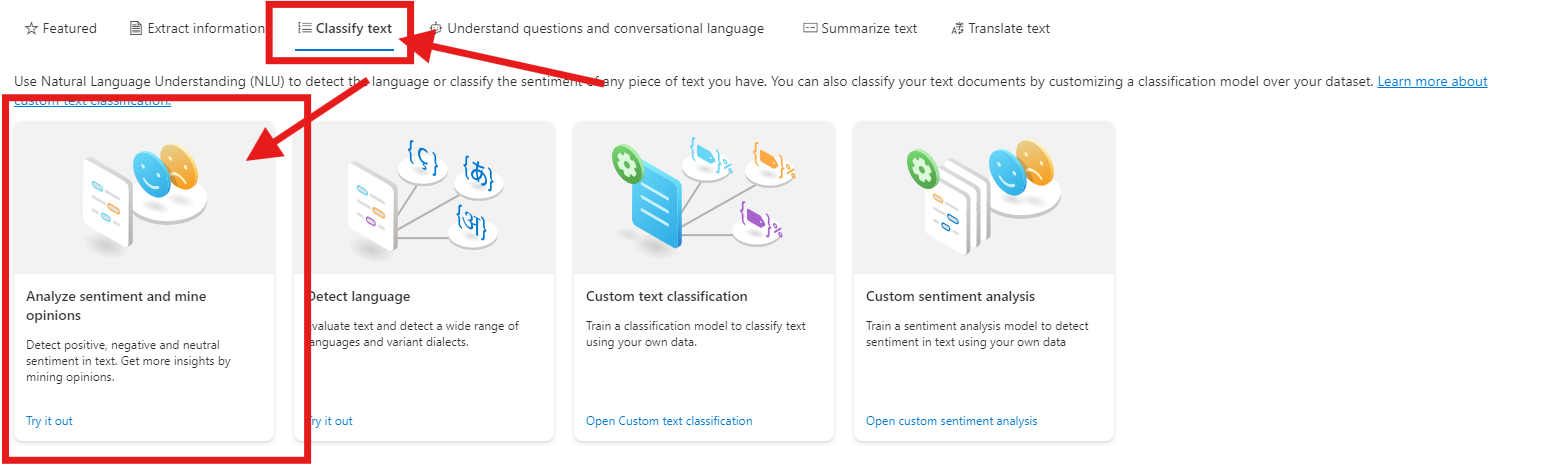 Featured
Extract information
Classify text
Understand questions and conversational language
Summarize text
Translate text
Use Natural Language Understanding (NLU) to detect the language or classify the sentiment of any piece of text you have. You can also classify your text documents by customizing a classification model over your dataset. Learn more about
custom text classification.
{ç}
{あ}
{अ}
%
%
%
Analyze sentiment and mine
opinions
Detect positive, negative and neutral
sentiment in text. Get more insights by
mining opinions.
Try it out
Detect language
Evaluate text and detect a wide range of
languages and variant dialects.
Try it out
Custom text classification
Train a classification model to classify text
using your own data.
Open Custom text classification
Custom sentiment analysis
Train a sentiment analysis model to detect
sentiment in text using your own data
Open custom sentiment analysis